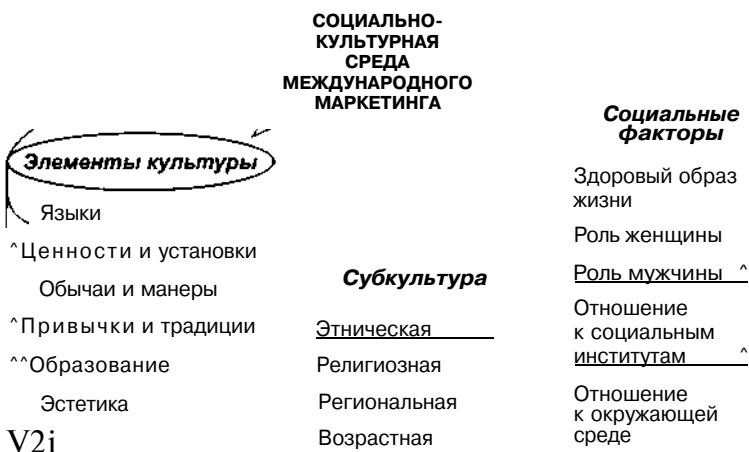 СОЦИАЛЬНО-
КУЛЬТУРНАЯ
СРЕДА
МЕЖДУНАРОДНОГО
МАРКЕТИНГА
Элементы культуры
Языки
^Ценности и установки
Обычаи и манеры
^Привычки и традиции
^^Образование
Эстетика
V2i
Субкультура
Этническая
Религиозная
Региональная
Возрастная
Социальные
факторы
Здоровый образ
жизни
Роль женщины
Роль мужчины ^
Отношение
к социальным
институтам ^
Отношение
к окружающей
среде